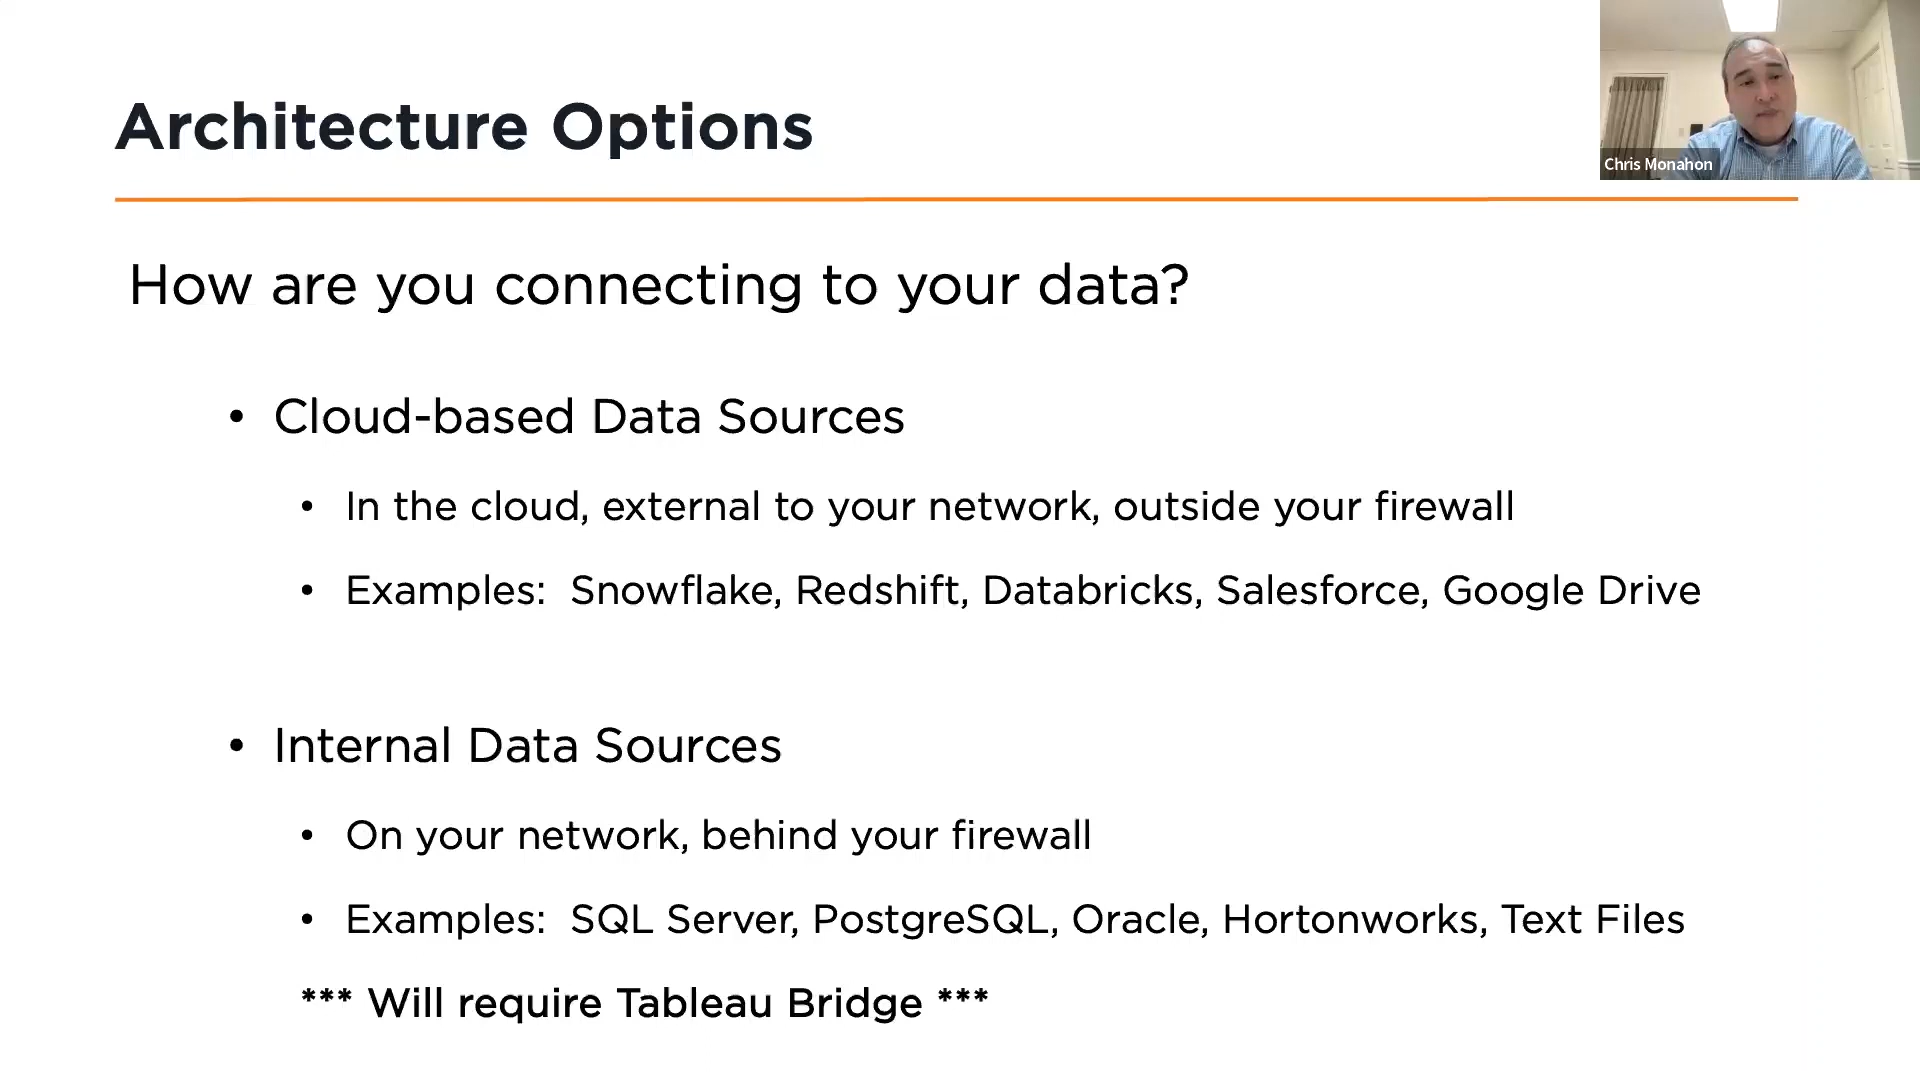 Architecture Options
Chris Monahon
How are you connecting to your data?
• Cloud-based Data Sources
• In the cloud, external to your network, outside your firewall
• Examples:  Snowflake, Redshift, Databricks, Salesforce, Google Drive
• Internal Data Sources
• On your network, behind your firewall
• Examples:  SQL Server, PostgreSQL, Oracle, Hortonworks, Text Files
*** Will require Tableau Bridge ***